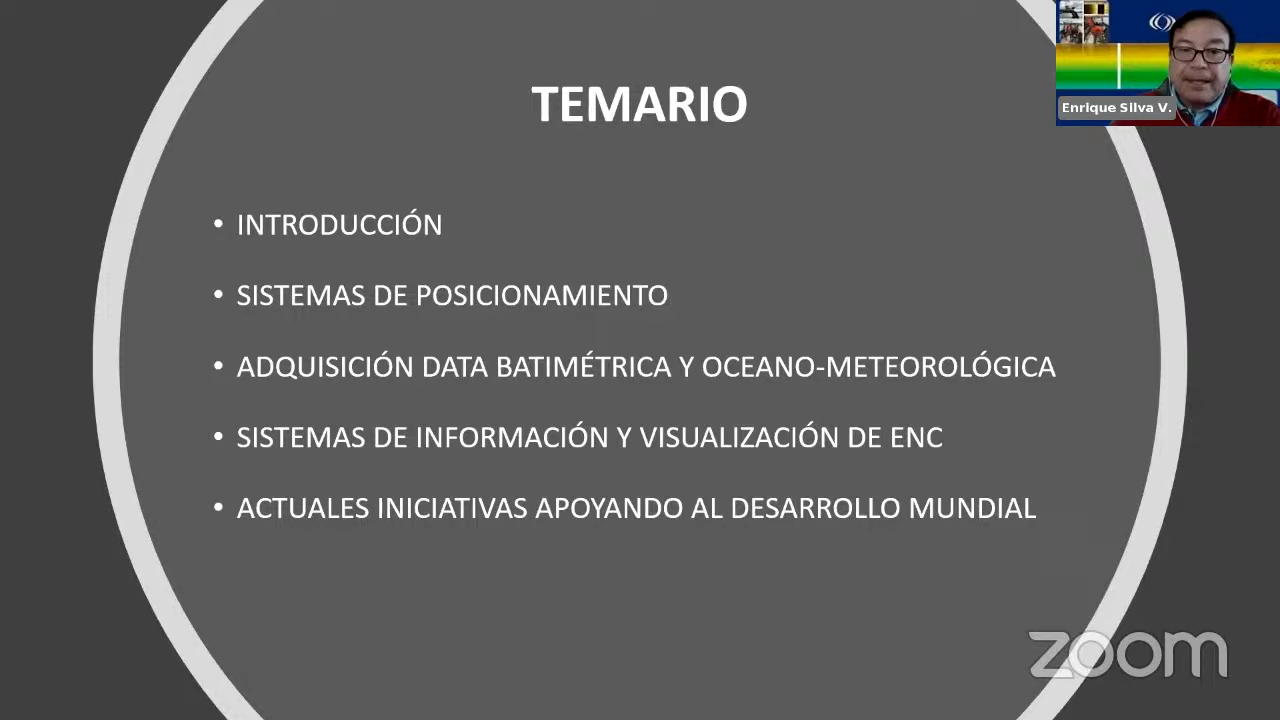 TEMARIO
Enrique Silva V.
• INTRODUCCIÓN
• SISTEMAS DE POSICIONAMIENTO
• ADQUISICIÓN DATA BATIMÉTRICA Y OCEANO-METEOROLÓGICA
• SISTEMAS DE INFORMACIÓN Y VISUALIZACIÓN DE ENC
• ACTUALES INICIATIVAS APOYANDO AL DESARROLLO MUNDIAL
zoom